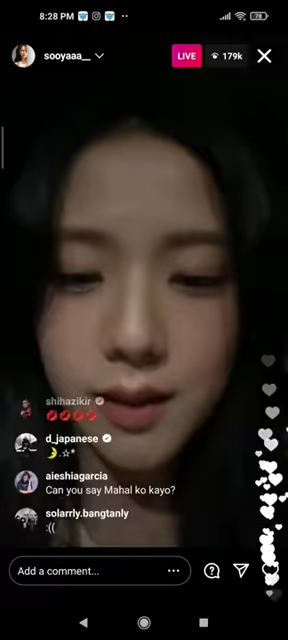 8:28 PM
78
sooyaaa__
LIVE
179k
shihazikir
d_japanese
🌛.☆*
aieshiagarcia
Can you say Mahal ko kayo?
solarrly.bangtanly
:((
Add a comment...